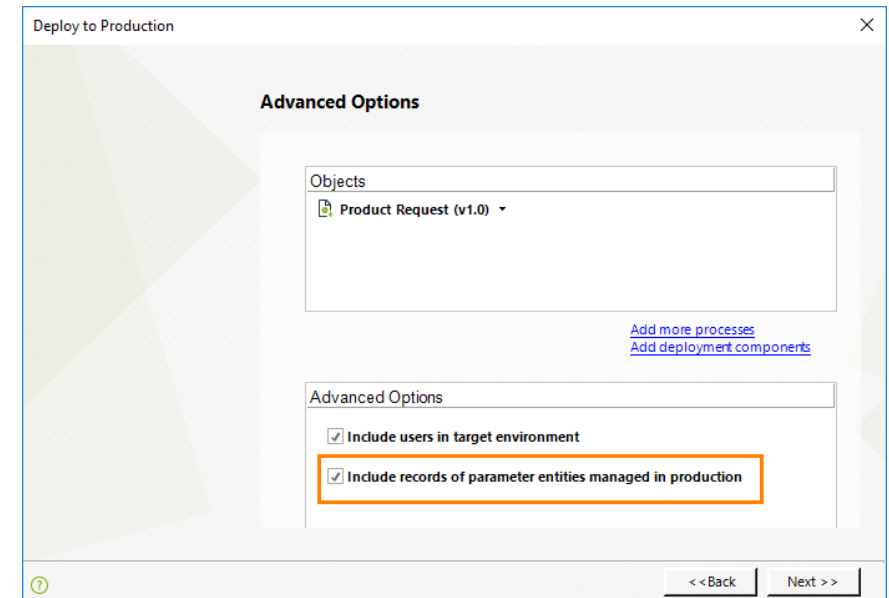 Deploy to Production
Advanced Options
Objects
Product Request (v1.0)
Add more processes
Add deployment components
Advanced Options
Include users in target environment
Include records of parameter entities managed in production
?
<<Back
Next >>